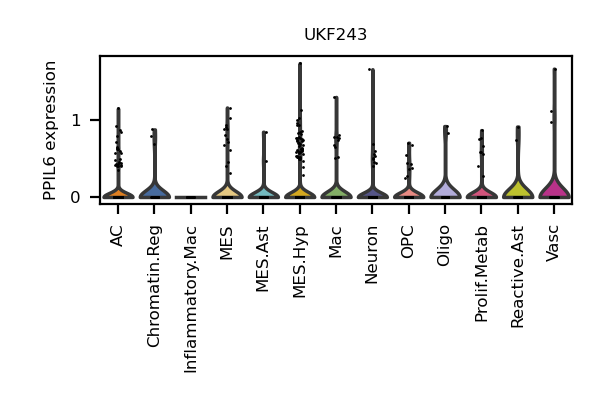 UKF243
PPIL6 expression
1
0
AC
Chromatin.Reg
Inflammatory.Mac
MES
MES.Ast
MES.Hyp
Mac
Neuron
OPC
Oligo
Prolif.Metab
Reactive.Ast
Vasc